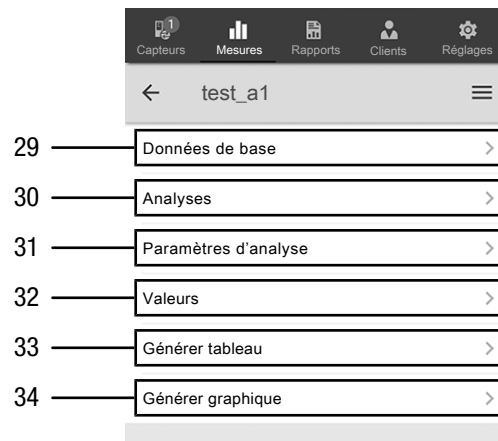 1
Capteurs Mesures Rapports Clients Réglages
test_a1
29 Données de base
30 Analyses
31 Paramètres d'analyse
32 Valeurs
33 Générer tableau
34 Générer graphique